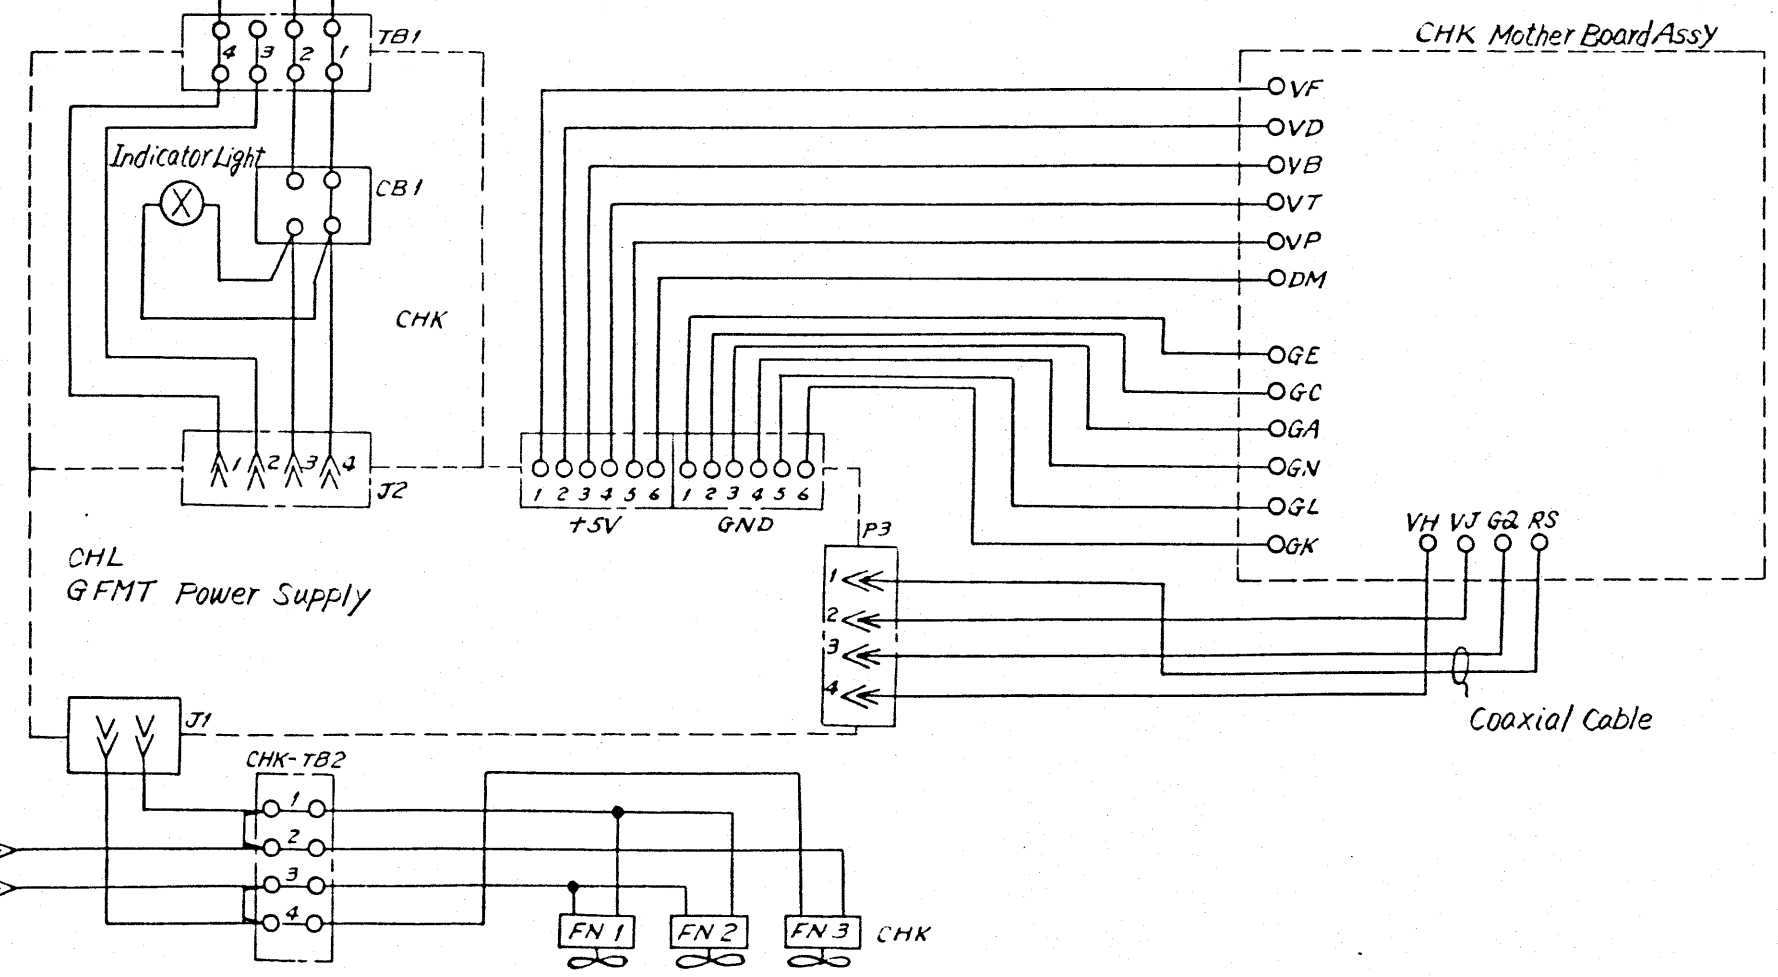 TB1
4 3 2 1
CHK Mother Board Assy
VF
VD
VB
VT
VP
DM
GE
GC
GA
GN
GL
GK
VH VJ G2 RS
Indicator Light
CB1
CHK
1 2 3 4
J2
1 2 3 4 5 6 1 2 3 4 5 6
+5V GND
P3
1
2
3
4
CHL
GFMT Power Supply
Coaxial Cable
J1
CHK-TB2
1
2
3
4
FN 1 FN 2 FN 3 CHK